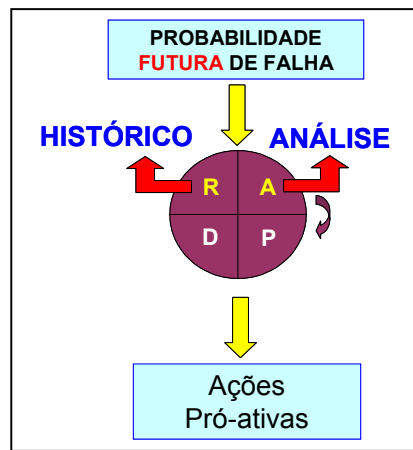 PROBABILIDADE
FUTURA DE FALHA
HISTÓRICO
ANÁLISE
R
A
D
P
Ações
Pró-ativas